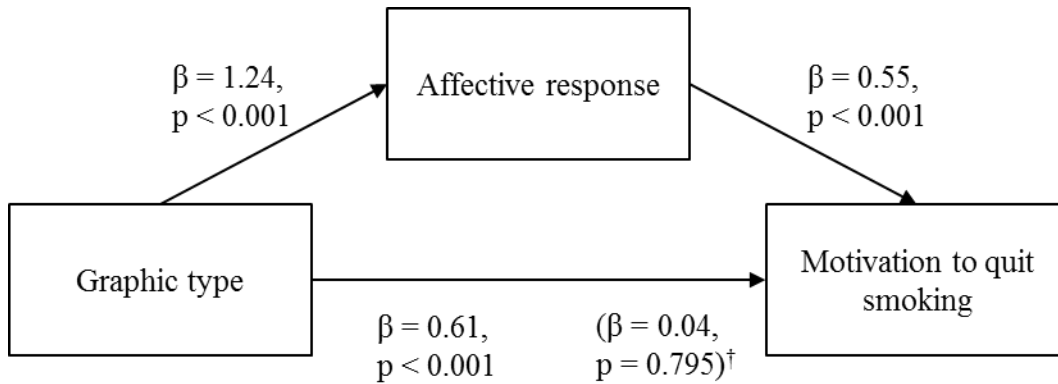 β = 1.24,
p < 0.001
Affective response
β = 0.55,
p < 0.001
Graphic type
Motivation to quit
smoking
β = 0.61,
p < 0.001
(β = 0.04,
p = 0.795)†